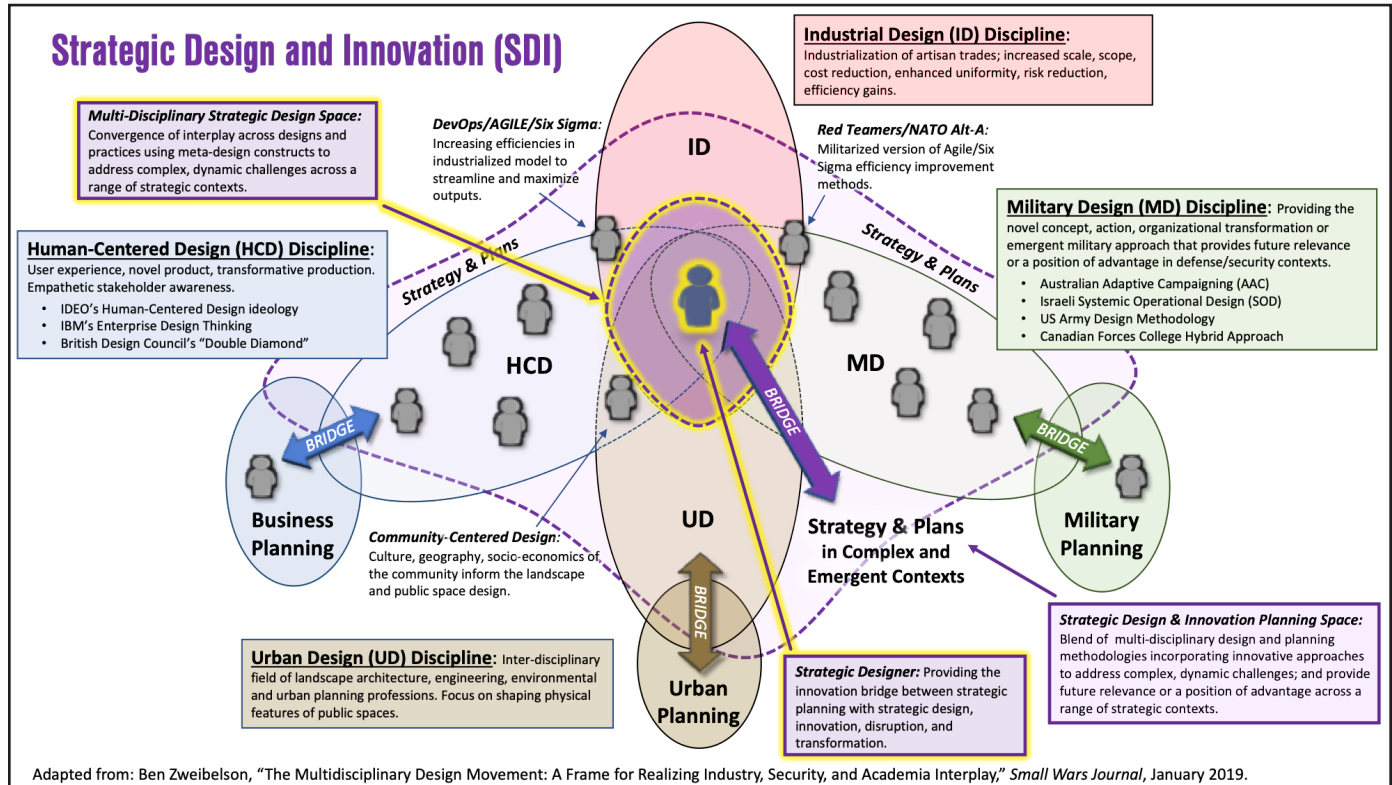 Strategic Design and Innovation (SDI)
Industrial Design (ID) Discipline:
Industrialization of artisan trades; increased scale, scope,
cost reduction, enhanced uniformity, risk reduction,
efficiency gains.
Multi-Disciplinary Strategic Design Space:
Convergence of interplay across designs and
practices using meta-design constructs to
address complex, dynamic challenges across a
range of strategic contexts.
DevOps/AGILE/Six Sigma:
Increasing efficiencies in
industrialized model to
streamline and maximize
outputs.
ID
Red Teamers/NATO Alt-A:
Militarized version of Agile/Six
Sigma efficiency improvement
methods.
Human-Centered Design (HCD) Discipline:
User experience, novel product, transformative production.
Empathetic stakeholder awareness.
• IDEO's Human-Centered Design ideology
• IBM's Enterprise Design Thinking
• British Design Council's "Double Diamond"
Strategy & Plans
Strategy & Plans
Military Design (MD) Discipline: Providing the
novel concept, action, organizational transformation or
emergent military approach that provides future relevance
or a position of advantage in defense/security contexts.
• Australian Adaptive Campaigning (AAC)
• Israeli Systemic Operational Design (SOD)
• US Army Design Methodology
• Canadian Forces College Hybrid Approach
HCD
MD
BRIDGE
BRIDGE
BRIDGE
Business
Planning
Community-Centered Design:
Culture, geography, socio-economics of
the community inform the landscape
and public space design.
UD
Strategy & Plans
in Complex and
Emergent Contexts
Military
Planning
BRIDGE
Urban Design (UD) Discipline: Inter-disciplinary
field of landscape architecture, engineering, environmental
and urban planning professions. Focus on shaping physical
features of public spaces.
Urban
Planning
Strategic Designer: Providing the
innovation bridge between strategic
planning with strategic design,
innovation, disruption, and
transformation.
Strategic Design & Innovation Planning Space:
Blend of multi-disciplinary design and planning
methodologies incorporating innovative approaches
to address complex, dynamic challenges; and provide
future relevance or a position of advantage across a
range of strategic contexts.
Adapted from: Ben Zweibelson, "The Multidisciplinary Design Movement: A Frame for Realizing Industry, Security, and Academia Interplay," Small Wars Journal, January 2019.